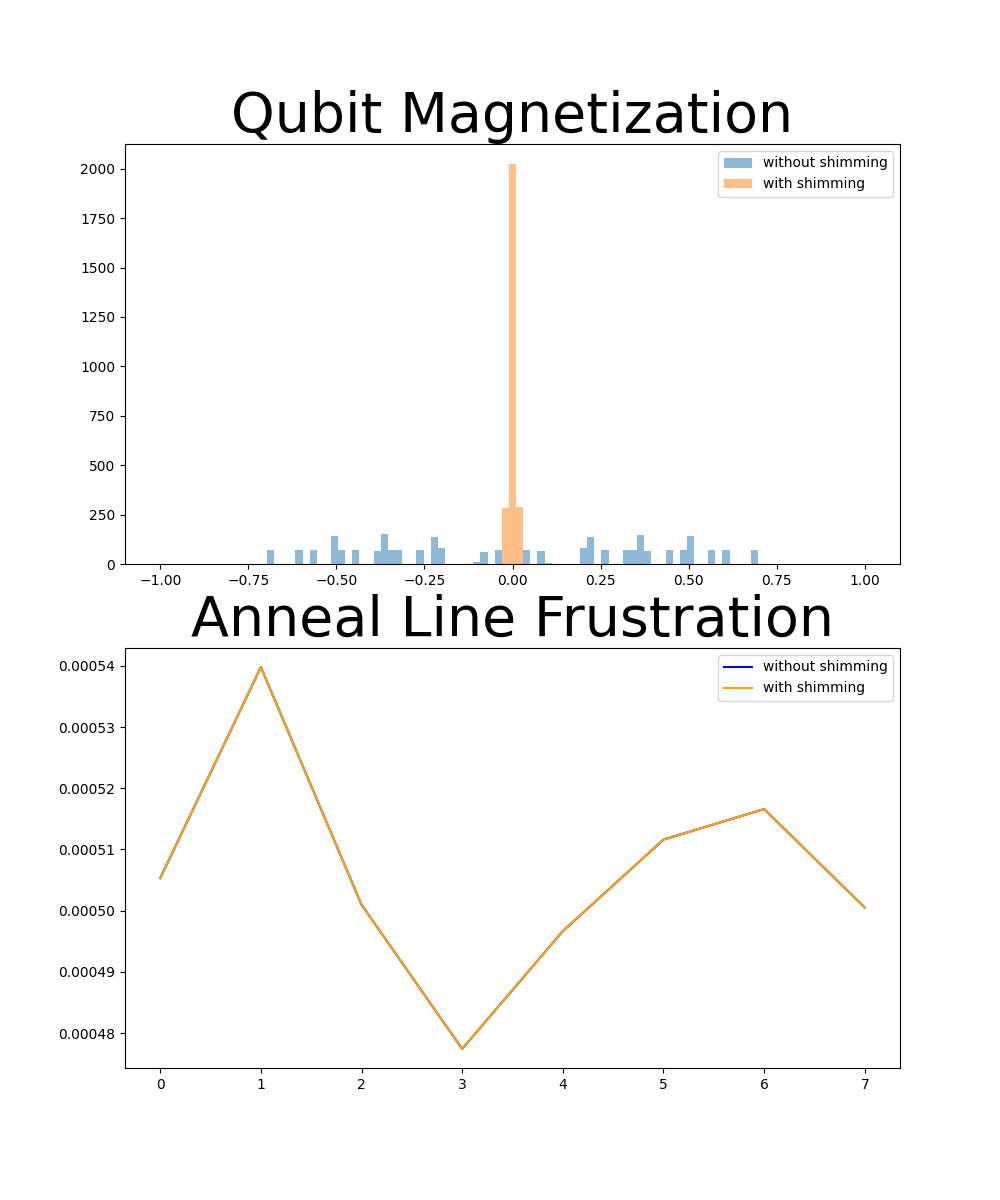 Qubit Magnetization
without shimming
with shimming
2000
1750
1500
1250
1000
750
500
250
0
−1.00 −0.75 −0.50 −0.25 0.00 0.25 0.50 0.75 1.00
Anneal Line Frustration
without shimming
with shimming
0.00054
0.00053
0.00052
0.00051
0.00050
0.00049
0.00048
0 1 2 3 4 5 6 7